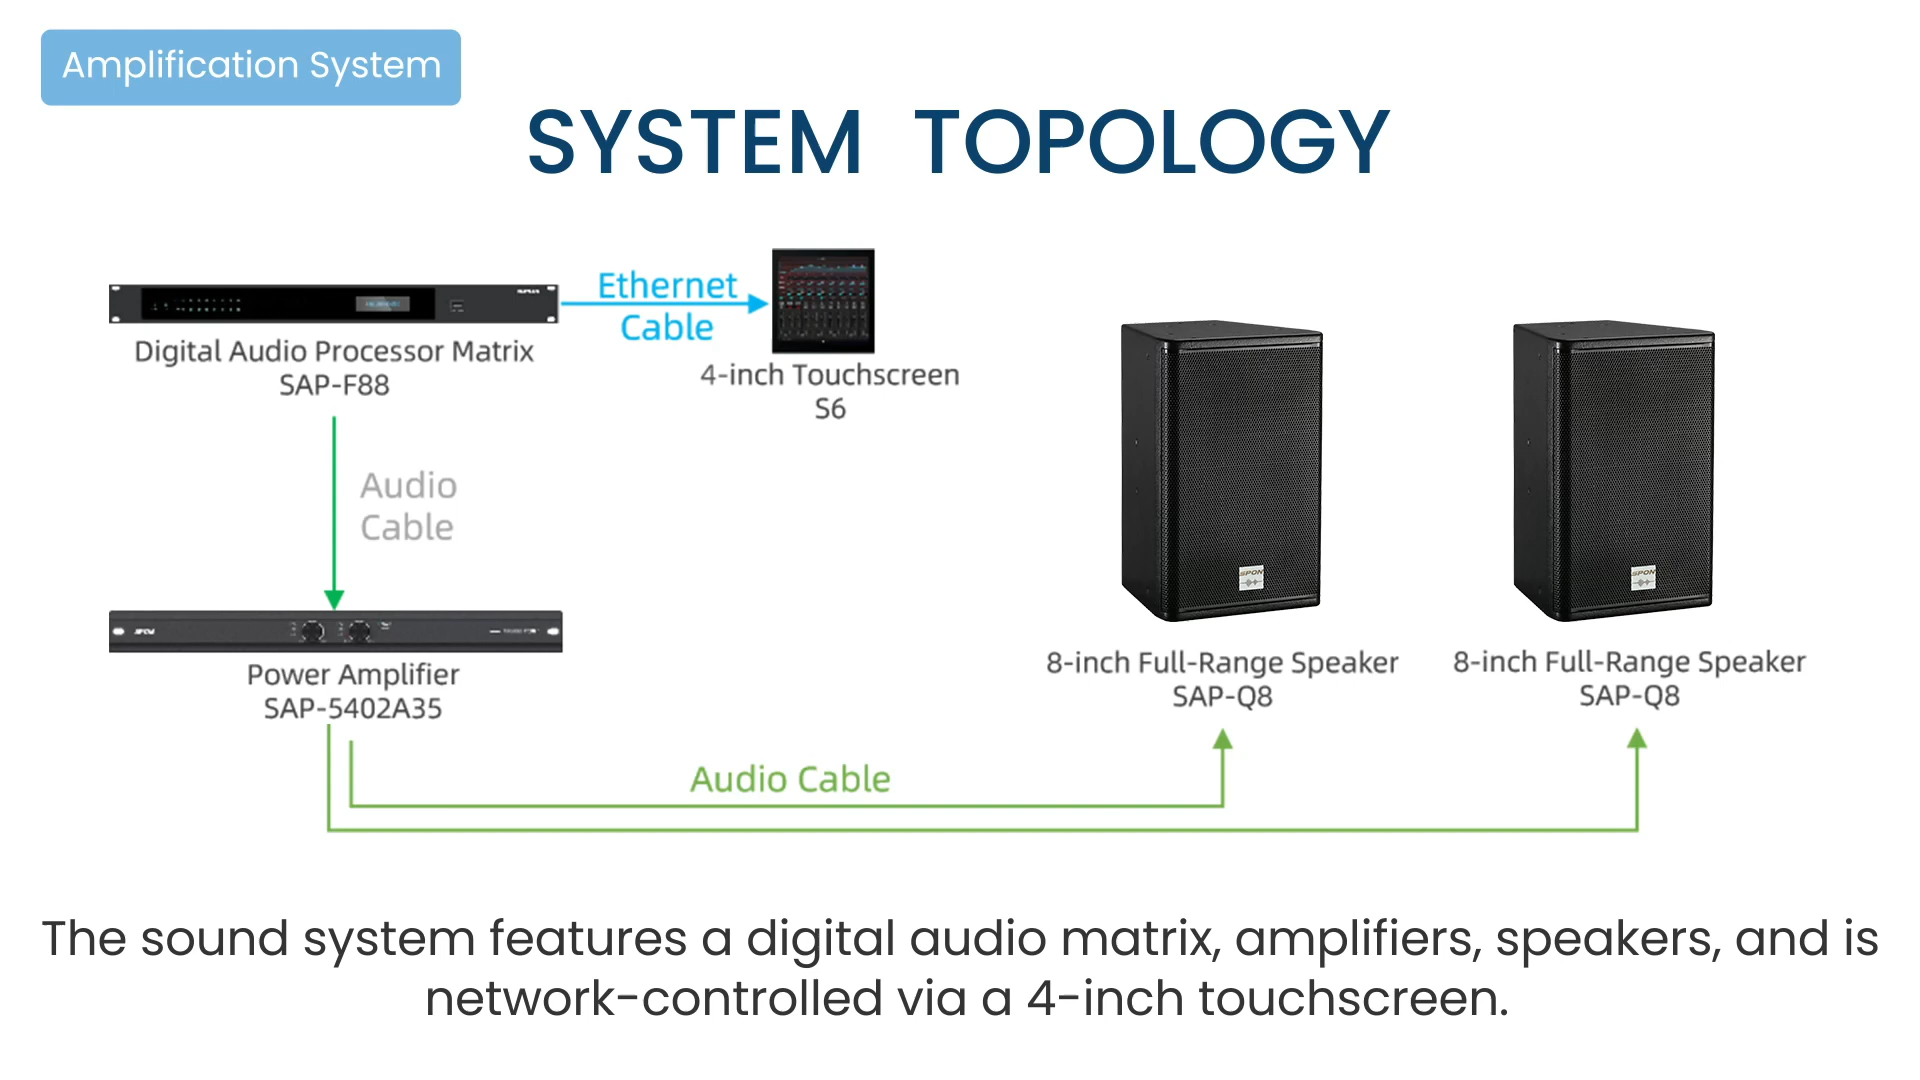 Amplification System
SYSTEM TOPOLOGY
Ethernet
Cable
Digital Audio Processor Matrix
SAP-F88
4-inch Touchscreen
S6
Audio
Cable
SPON
SPON
Power Amplifier
SAP-5402A35
8-inch Full-Range Speaker
SAP-Q8
8-inch Full-Range Speaker
SAP-Q8
Audio Cable
The sound system features a digital audio matrix, amplifiers, speakers, and is
network-controlled via a 4-inch touchscreen.